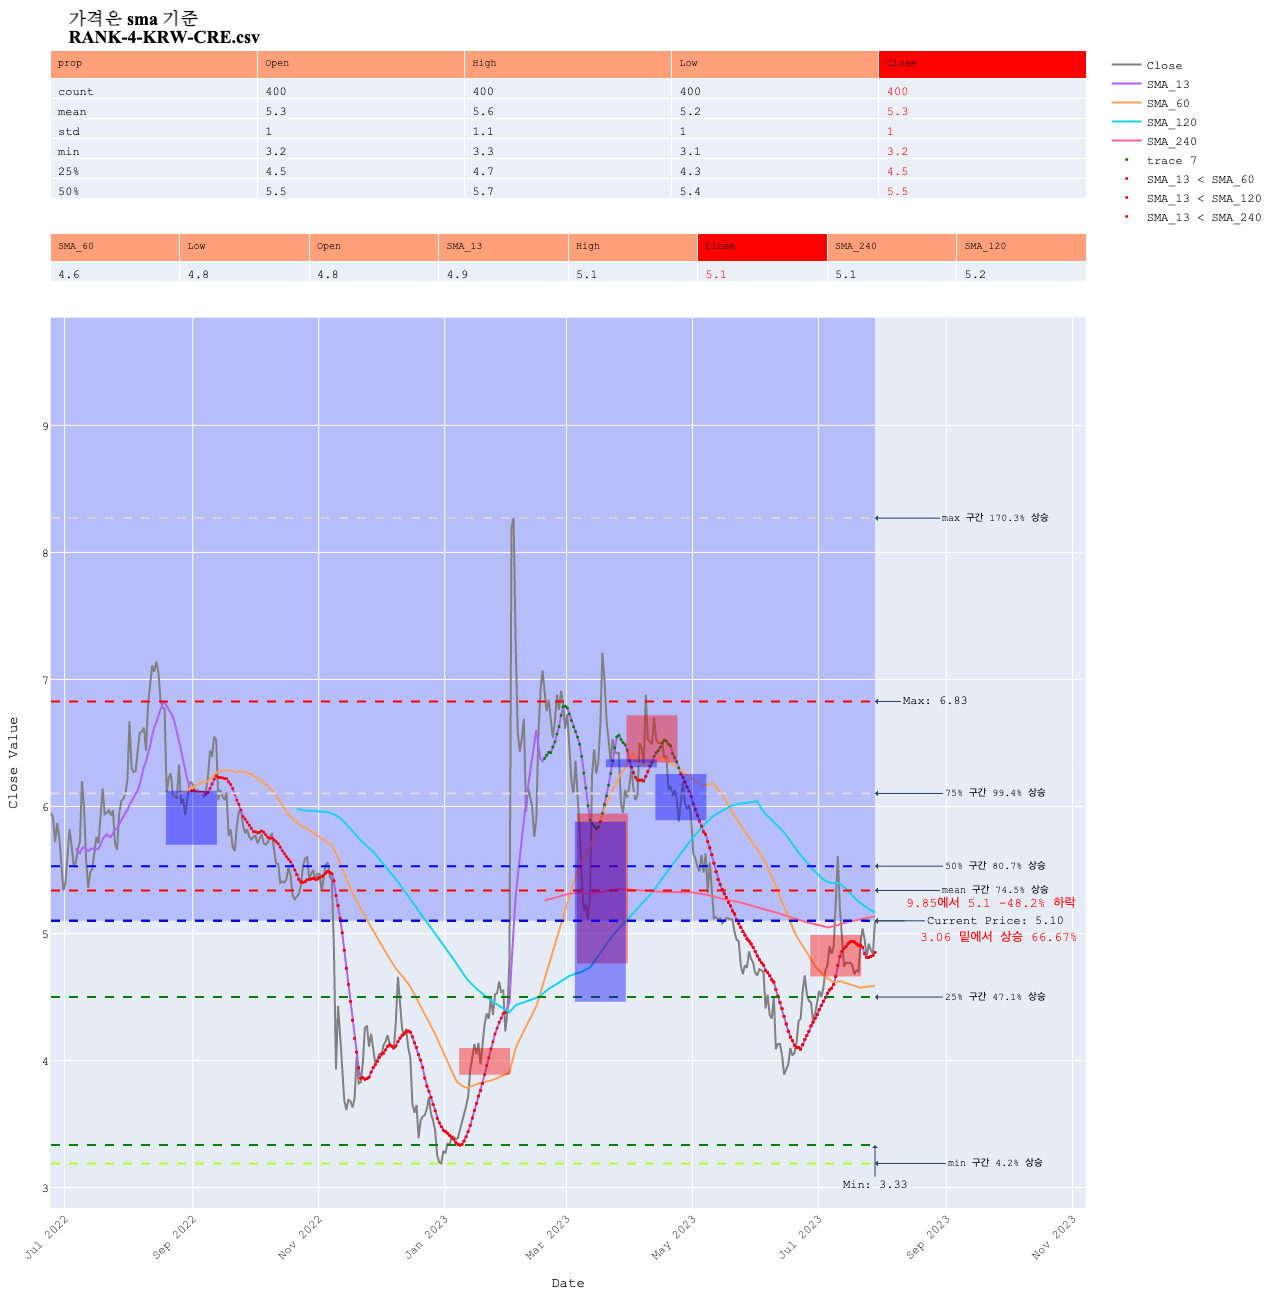 가격은 sma 기준
RANK-4-KRW-CRE.csv
prop Open High Low Close
count 400 400 400 400
mean 5.3 5.6 5.2 5.3
std 1 1.1 1 1
min 3.2 3.3 3.1 3.2
25% 4.5 4.7 4.3 4.5
50% 5.5 5.7 5.4 5.5
Close
SMA_13
SMA_60
SMA_120
SMA_240
trace 7
SMA_13 < SMA_60
SMA_13 < SMA_120
SMA_13 < SMA_240
SMA_60 Low Open SMA_13 High Close SMA_240 SMA_120
4.6 4.8 4.8 4.9 5.1 5.1 5.1 5.2
Close Value
9
8
7
6
5
4
3
max 구간 170.3% 상승
Max: 6.83
75% 구간 99.4% 상승
50% 구간 80.7% 상승
mean 구간 74.5% 상승
9.85에서 5.1 -48.2% 하락
Current Price: 5.10
3.06 밑에서 상승 66.67%
25% 구간 47.1% 상승
min 구간 4.2% 상승
Min: 3.33
Jul 2022
Sep 2022
Nov 2022
Jan 2023
Mar 2023
May 2023
Jul 2023
Sep 2023
Nov 2023
Date